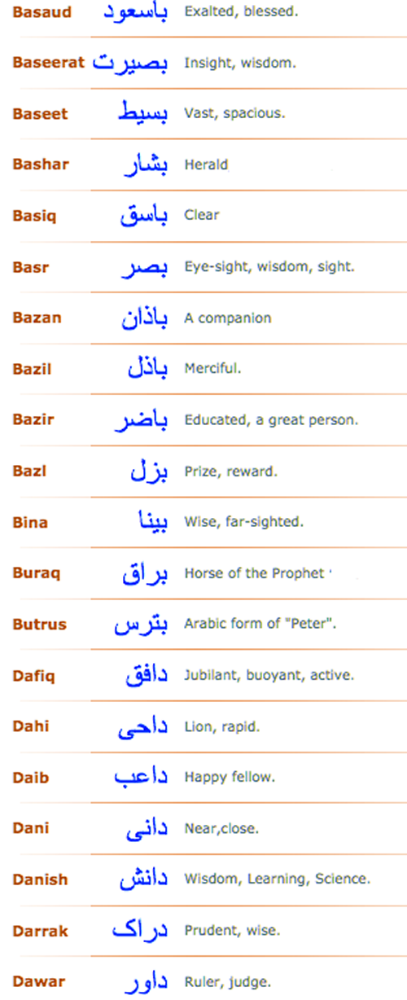 Basaud باسعود Exalted, blessed.
Baseerat بصیرت Insight, wisdom.
Baseet بسیط Vast, spacious.
Bashar بشار Herald
Basiq باسق Clear
Basr بصر Eye-sight, wisdom, sight.
Bazan باذان A companion
Bazil باذل Merciful.
Bazir باضر Educated, a great person.
Bazl بزل Prize, reward.
Bina بینا Wise, far-sighted.
Buraq براق Horse of the Prophet '
Butrus بترس Arabic form of "Peter".
Dafiq دافق Jubilant, buoyant, active.
Dahi داحی Lion, rapid.
Daib داعب Happy fellow.
Dani دانی Near,close.
Danish دانش Wisdom, Learning, Science.
Darrak دراک Prudent, wise.
Dawar داور Ruler, judge.